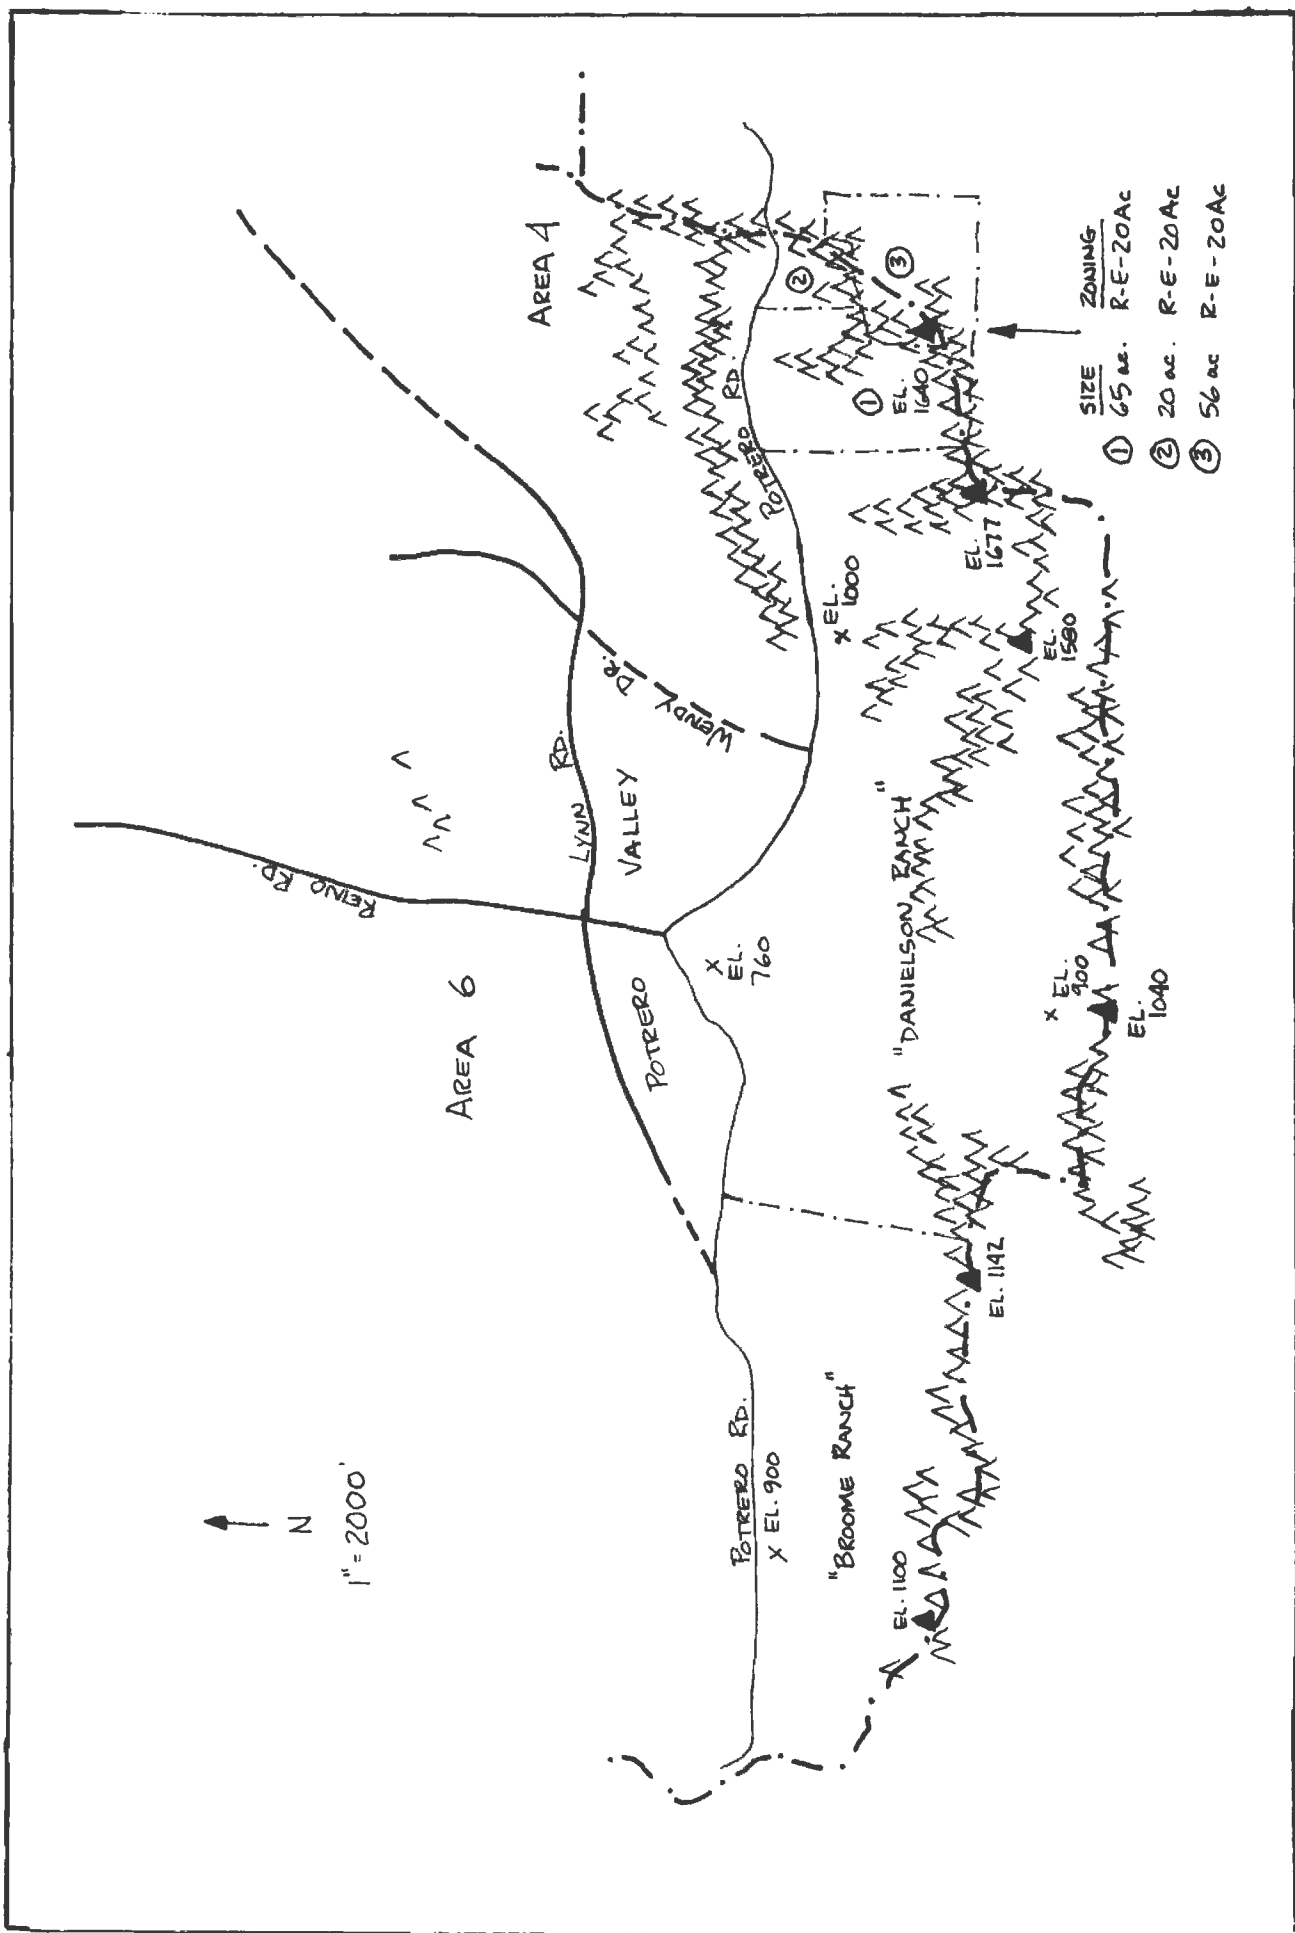 N
1" = 2000'
AREA 6
AREA 4
REINO RD.
LYNN RD.
WENDY DR.
POTRERO VALLEY
POTRERO RD.
x EL. 900
x
EL.
760
x EL.
1000
POTRERO RD.
"BROOME RANCH"
"DANIELSON RANCH"
EL. 1100
EL. 1142
x EL.
900
EL.
1040
EL.
1580
EL.
1677
EL.
1640
①
②
③
SIZE ZONING
① 65 ac. R-E-20Ac
② 20 ac. R-E-20Ac
③ 56 ac R-E-20Ac